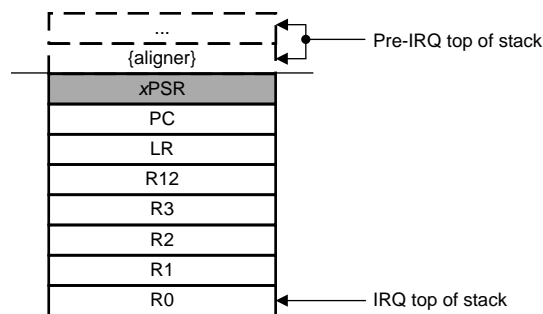 ...
Pre-IRQ top of stack
{aligner}
xPSR
PC
LR
R12
R3
R2
R1
R0
IRQ top of stack